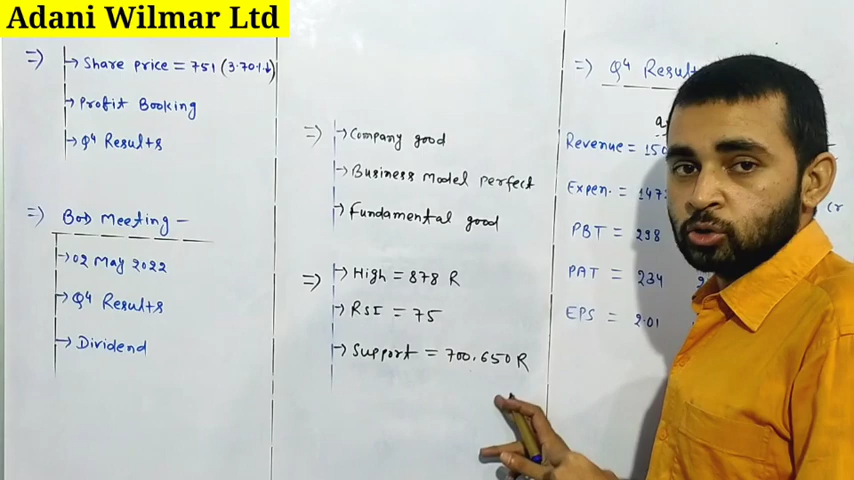 Adani Wilmar Ltd
=> → Share price = 751 (3.70%↓)
→ Profit Booking
→ Q4 Results
=> BOD Meeting -
→ 02 May 2022
→ Q4 Results
→ Dividend
=> → Company good
→ Business Model perfect
→ Fundamental good
=> → High = 878 R
→ RSI = 75
→ Support = 700, 650 R
=> Q4 Result
Revenue = 150
Expen. = 147
PBT = 298
PAT = 234
EPS = 2.01
(r